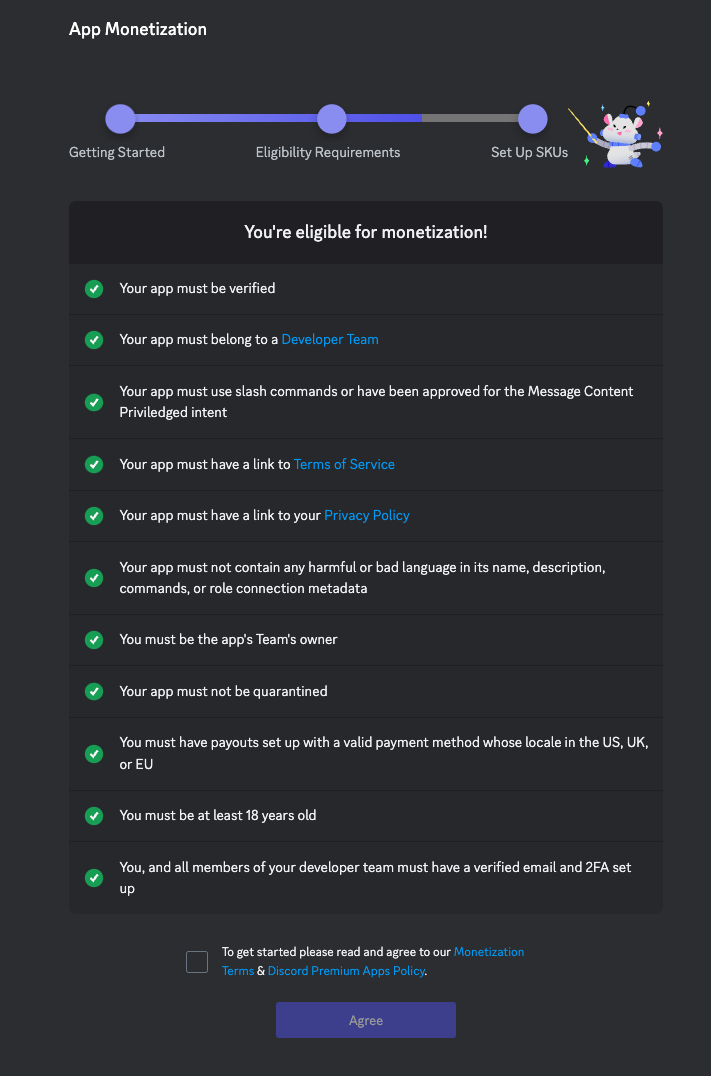 App Monetization
Getting Started
Eligibility Requirements
Set Up SKUs
You're eligible for monetization!
Your app must be verified
Your app must belong to a Developer Team
Your app must use slash commands or have been approved for the Message Content
Priviledged intent
Your app must have a link to Terms of Service
Your app must have a link to your Privacy Policy
Your app must not contain any harmful or bad language in its name, description,
commands, or role connection metadata
You must be the app's Team's owner
Your app must not be quarantined
You must have payouts set up with a valid payment method whose locale in the US, UK,
or EU
You must be at least 18 years old
You, and all members of your developer team must have a verified email and 2FA set
up
To get started please read and agree to our Monetization
Terms & Discord Premium Apps Policy.
Agree